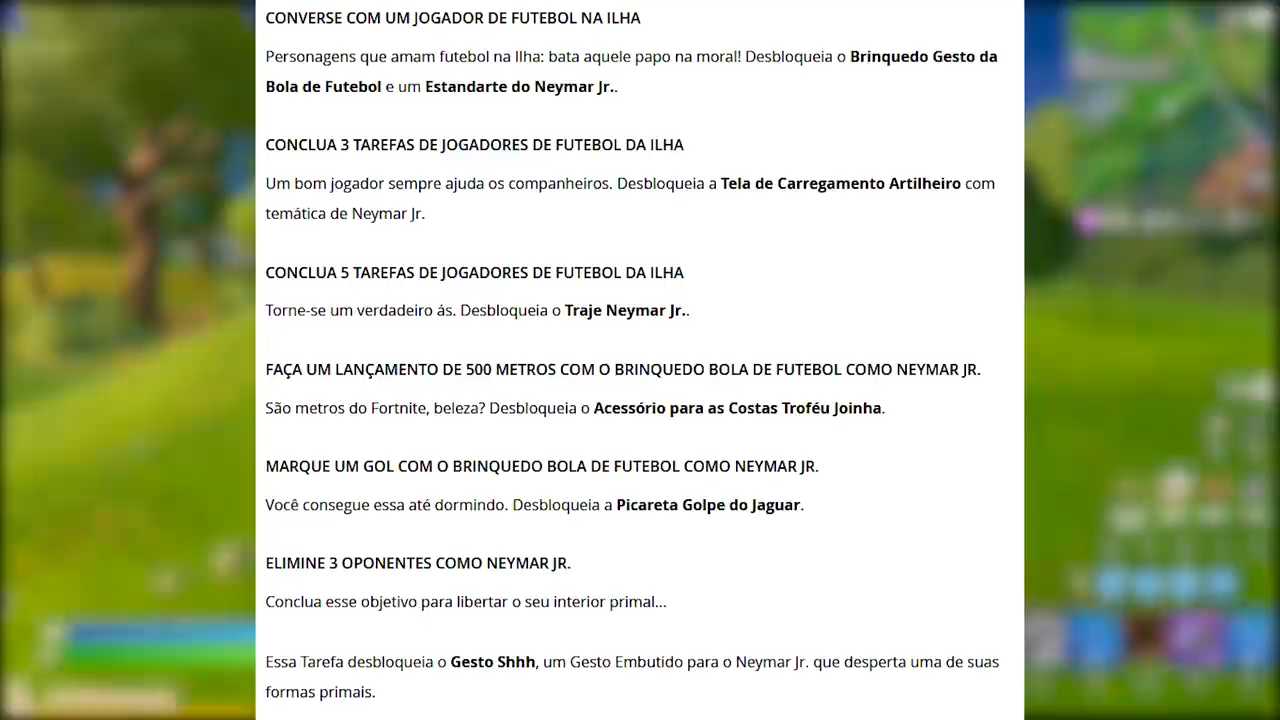 CONVERSE COM UM JOGADOR DE FUTEBOL NA ILHA
Personagens que amam futebol na Ilha: bata aquele papo na moral! Desbloqueia o Brinquedo Gesto da
Bola de Futebol e um Estandarte do Neymar Jr..
CONCLUA 3 TAREFAS DE JOGADORES DE FUTEBOL DA ILHA
Um bom jogador sempre ajuda os companheiros. Desbloqueia a Tela de Carregamento Artilheiro com
temática de Neymar Jr.
CONCLUA 5 TAREFAS DE JOGADORES DE FUTEBOL DA ILHA
Torne-se um verdadeiro ás. Desbloqueia o Traje Neymar Jr..
FAÇA UM LANÇAMENTO DE 500 METROS COM O BRINQUEDO BOLA DE FUTEBOL COMO NEYMAR JR.
São metros do Fortnite, beleza? Desbloqueia o Acessório para as Costas Troféu Joinha.
MARQUE UM GOL COM O BRINQUEDO BOLA DE FUTEBOL COMO NEYMAR JR.
Você consegue essa até dormindo. Desbloqueia a Picareta Golpe do Jaguar.
ELIMINE 3 OPONENTES COMO NEYMAR JR.
Conclua esse objetivo para libertar o seu interior primal...
Essa Tarefa desbloqueia o Gesto Shhh, um Gesto Embutido para o Neymar Jr. que desperta uma de suas
formas primais.